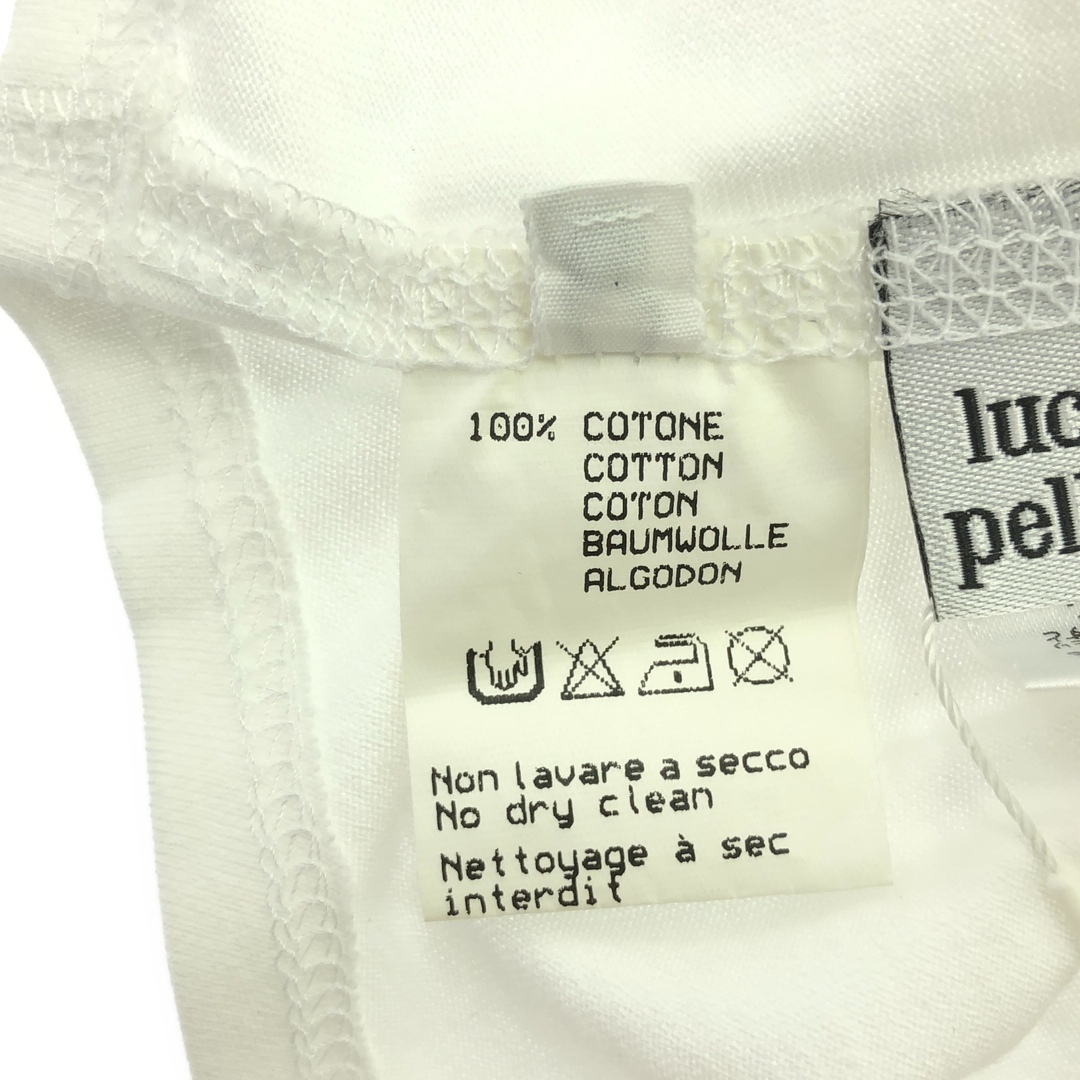 100% COTONE
COTTON
COTON
BAUMWOLLE
ALGODON
Non lavare a secco
No dry clean
Nettoyage à sec
interdit
luc
pel